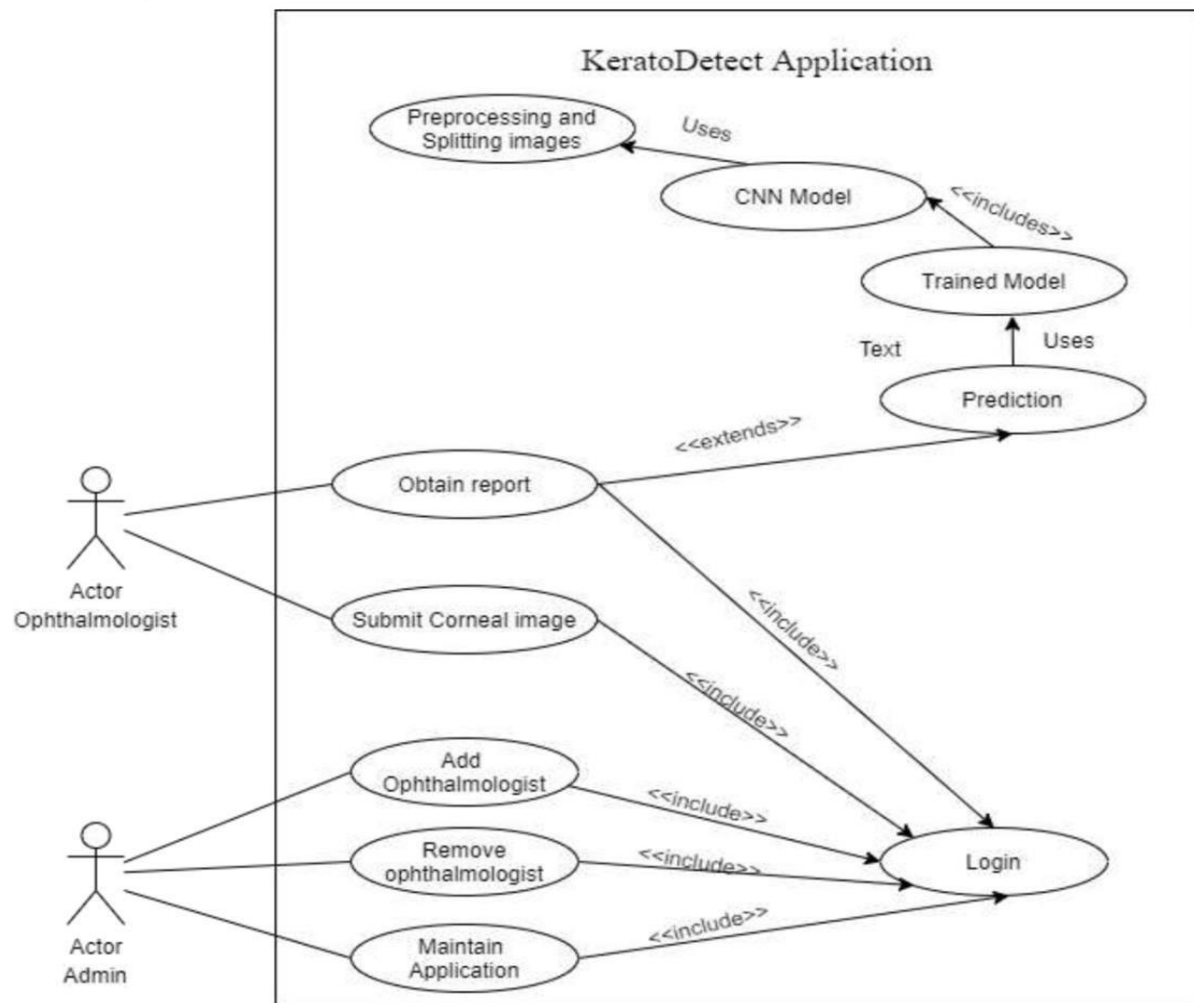 KeratoDetect Application
Preprocessing and
Splitting images
Uses
CNN Model
<<includes>>
Trained Model
Text
Uses
Prediction
<<extends>>
Obtain report
Actor
Ophthalmologist
Submit Corneal image
<<include>>
<<include>>
Add
Ophthalmologist
<<include>>
Remove
ophthalmologist
<<include>>
Login
Maintain
Application
<<include>>
Actor
Admin